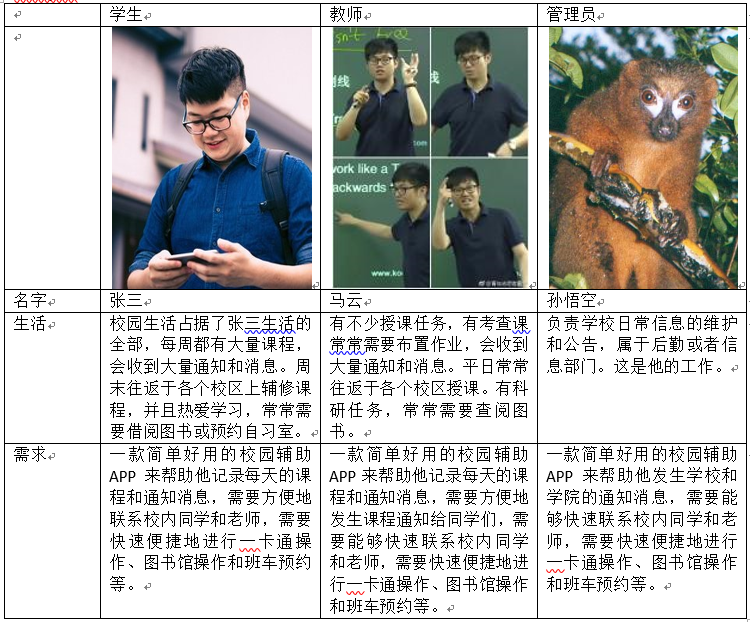 学生
教师
管理员
sn't
work like a T
ackwards
www.ko
名字
张三
马云
孙悟空
生活
校园生活占据了张三生活的
全部，每周都有大量课程，
会收到大量通知和消息。周
末往返于各个校区上辅修课
程，并且热爱学习，常常需
要借阅图书或预约自习室。
有不少授课任务，有考查课
常常需要布置作业，会收到
大量通知和消息。平日常常
往返于各个校区授课。有科
研任务，常常需要查阅图
书。
负责学校日常信息的维护
和公告，属于后勤或者信
息部门。这是他的工作。
需求
一款简单好用的校园辅助
APP 来帮助他记录每天的课
程和通知消息，需要方便地
联系校内同学和老师，需要
快速便捷地进行一卡通操
作、图书馆操作和班车预约
等。
一款简单好用的校园辅助
APP 来帮助他记录每天的课
程和通知消息，需要方便地
发生课程通知给同学们，需
要能够快速联系校内同学
和老师，需要快速便捷地进
行一卡通操作、图书馆操作
和班车预约等。
一款简单好用的校园辅助
APP 来帮助他发生学校和
学院的通知消息，需要能
够快速联系校内同学和老
师，需要快速便捷地进行
一卡通操作、图书馆操作
和班车预约等。